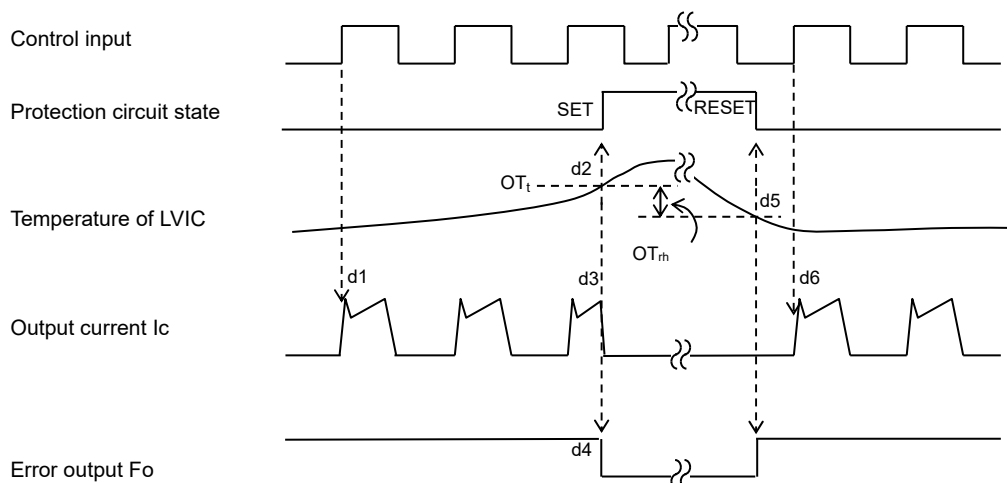 Control input
Protection circuit state
SET
RESET
d2
OTt
d5
Temperature of LVIC
OTrh
d1
d3
d6
Output current Ic
d4
Error output Fo